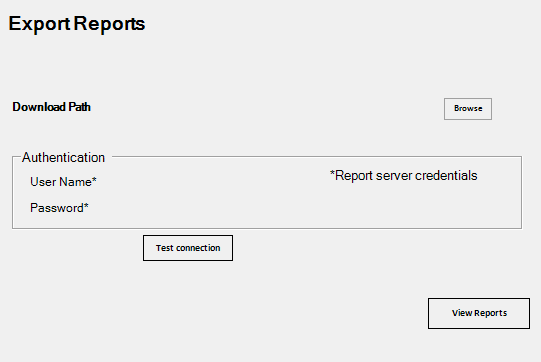 Export Reports
Download Path
Browse
Authentication
User Name*
*Report server credentials
Password*
Test connection
View Reports